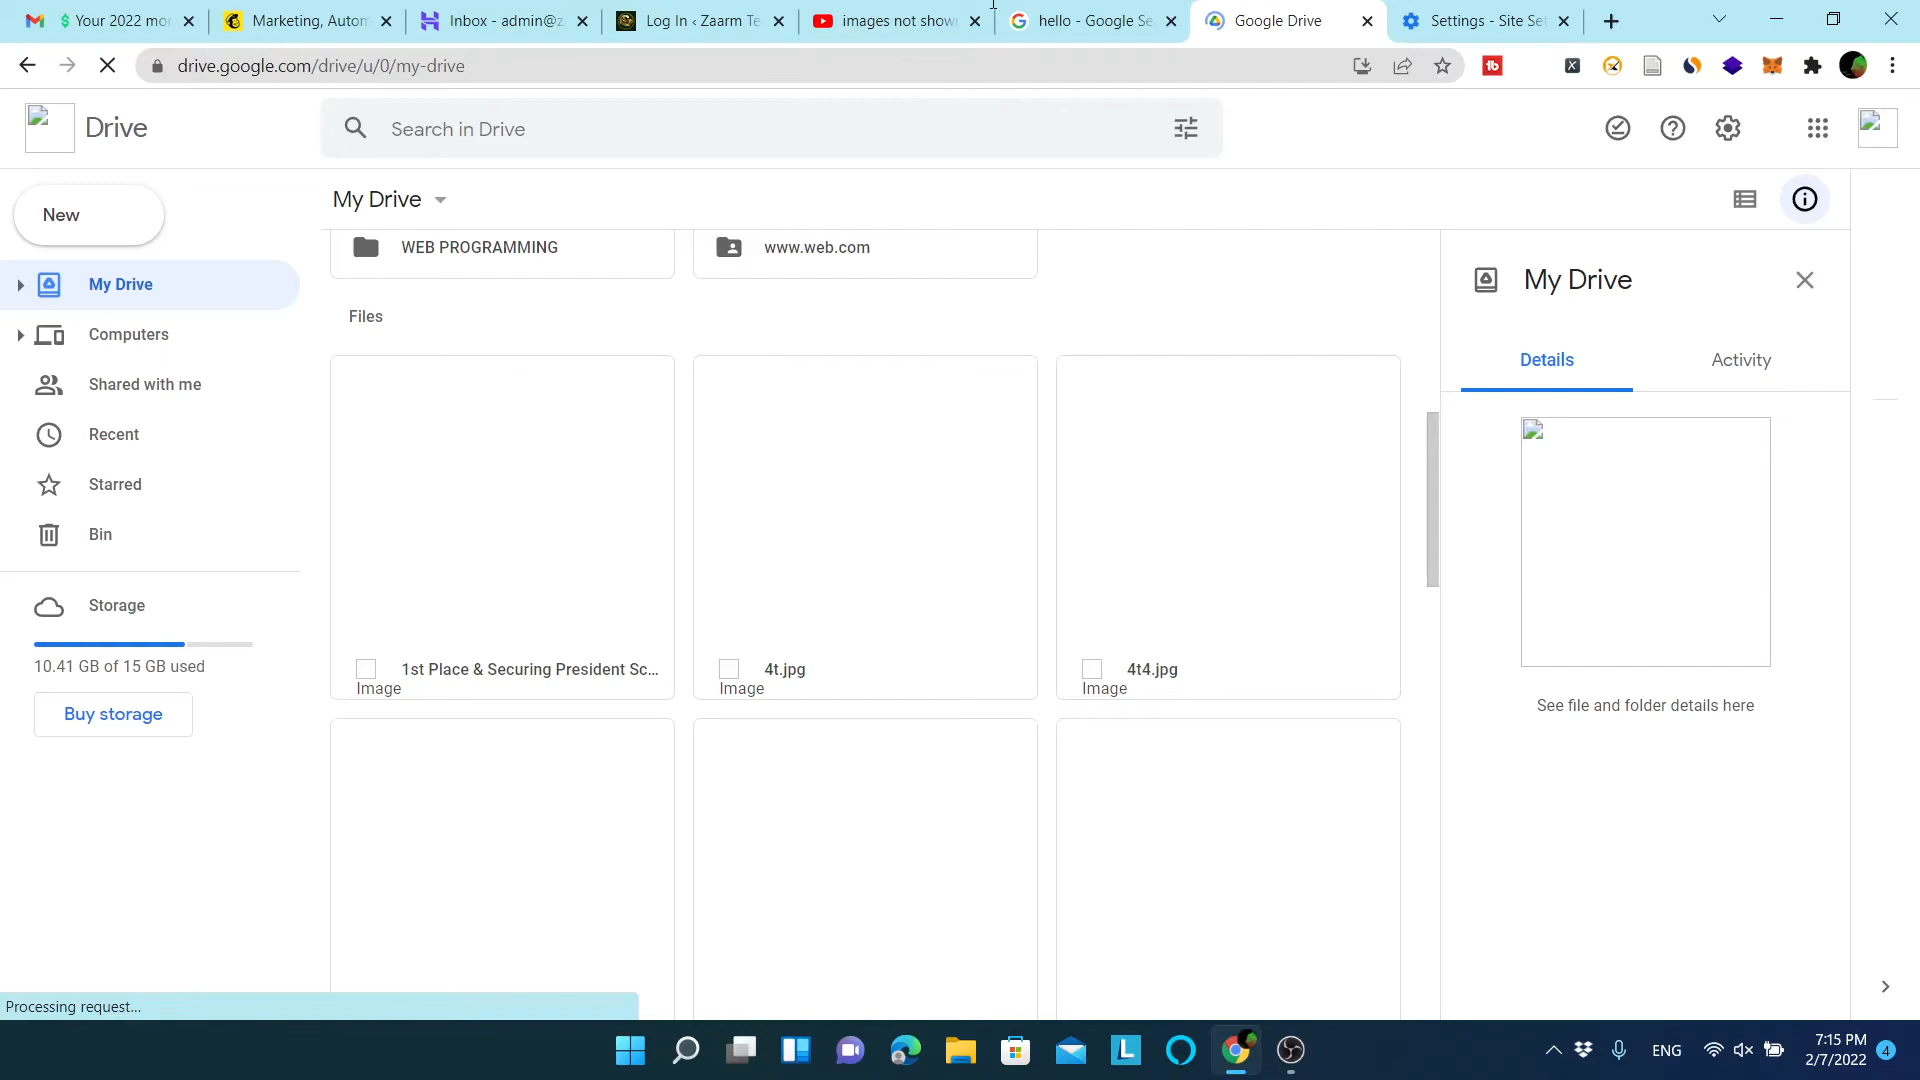 $ Your 2022 mor
Marketing, Autom
Inbox - admin@z
Log In ‹ Zaarm Te
images not show
hello - Google Se
Google Drive
Settings - Site Set
drive.google.com/drive/u/0/my-drive
Drive
Search in Drive
New
My Drive
WEB PROGRAMMING
www.web.com
My Drive
My Drive
Computers
Shared with me
Recent
Starred
Bin
Storage
10.41 GB of 15 GB used
Buy storage
Files
Details
Activity
1st Place & Securing President Sc...
Image
4t.jpg
Image
4t4.jpg
Image
See file and folder details here
Processing request...
ENG
7:15 PM
2/7/2022
4